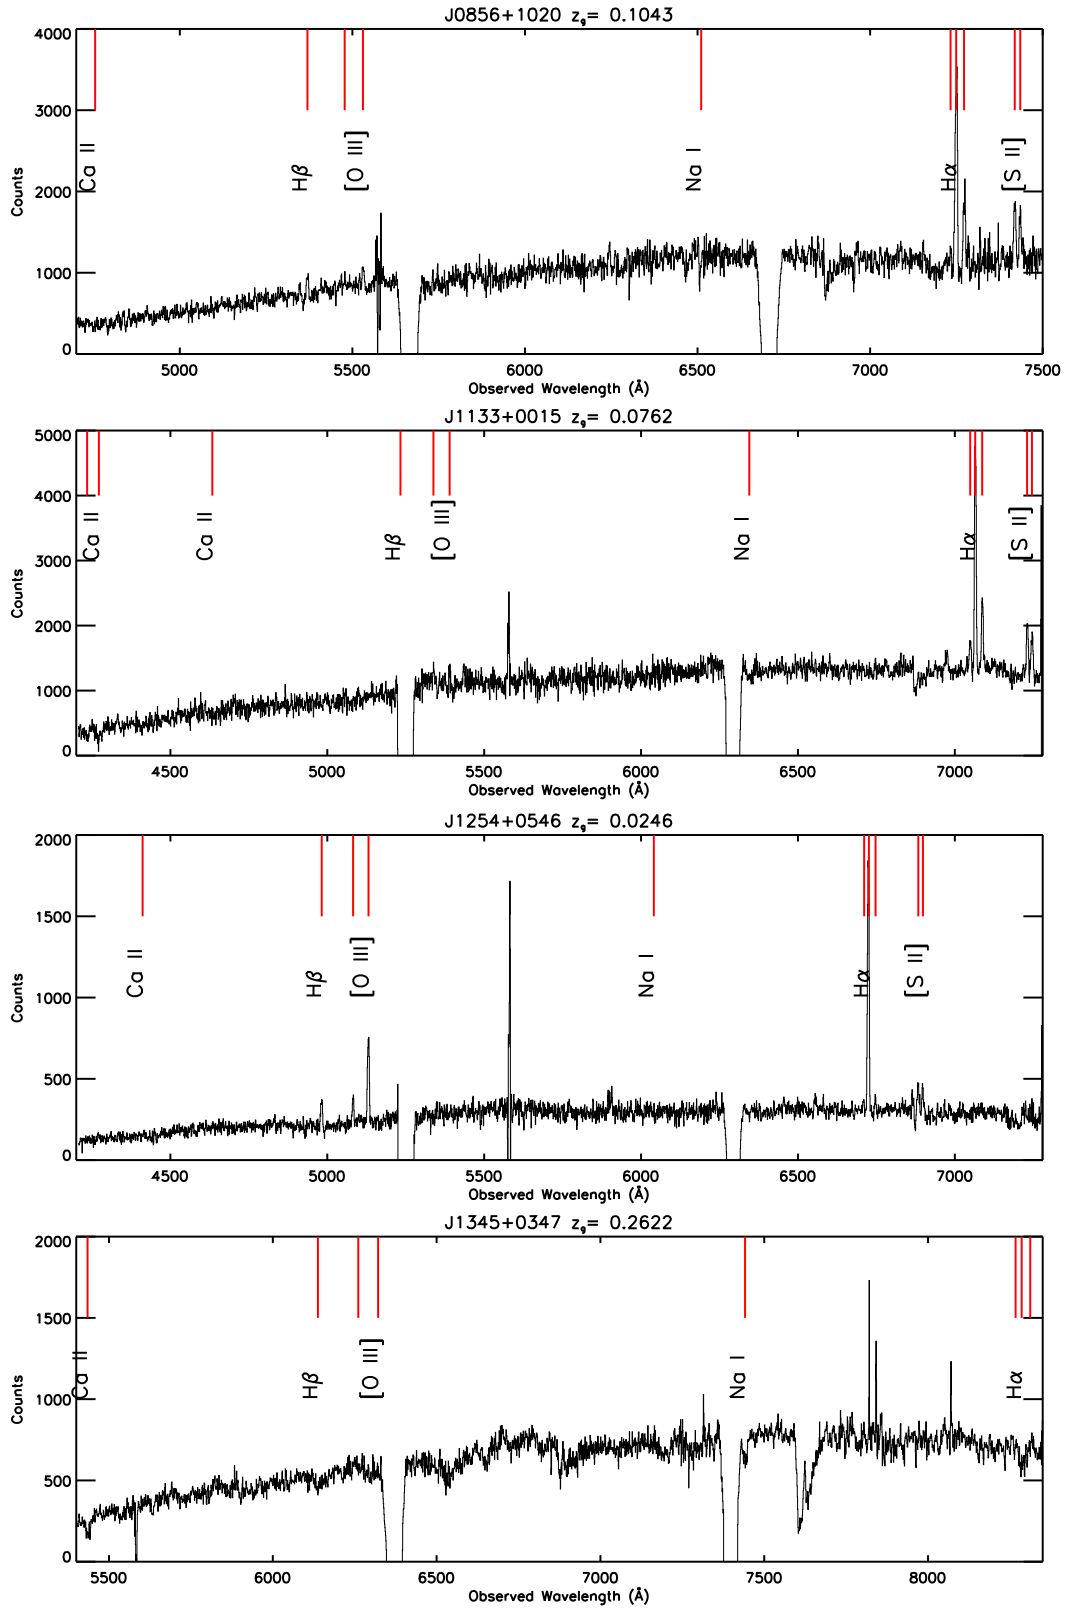 J0856+1020 z_g= 0.1043
4000
3000
2000
1000
0
Counts
Ca II
Hβ
[O III]
Na I
Hα
[S II]
5000 5500 6000 6500 7000 7500
Observed Wavelength (Å)
J1133+0015 z_g= 0.0762
5000
4000
3000
2000
1000
0
Counts
Ca II
Ca II
Hβ
[O III]
Na I
Hα
[S II]
4500 5000 5500 6000 6500 7000
Observed Wavelength (Å)
J1254+0546 z_g= 0.0246
2000
1500
1000
500
0
Counts
Ca II
Hβ
[O III]
Na I
Hα
[S II]
4500 5000 5500 6000 6500 7000
Observed Wavelength (Å)
J1345+0347 z_g= 0.2622
2000
1500
1000
500
0
Counts
Ca II
Hβ
[O III]
Na I
Hα
5500 6000 6500 7000 7500 8000
Observed Wavelength (Å)